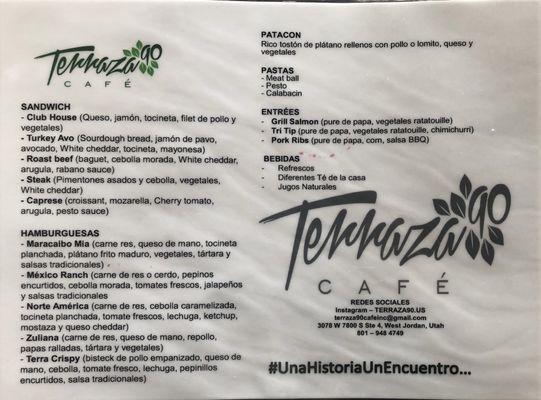 Terraza 90
CAFÉ
SANDWICH
- Club House (Queso, jamón, tocineta, filet de pollo y
vegetales)
- Turkey Avo (Sourdough bread, jamón de pavo,
avocado, White cheddar, tocineta, mayonesa)
- Roast beef (baguet, cebolla morada, White cheddar,
arugula, rabano sauce)
- Steak (Pimentones asados y cebolla, vegetales,
White cheddar)
- Caprese (croissant, mozarella, Cherry tomato,
arugula, pesto sauce)
HAMBURGUESAS
- Maracaibo Mia (carne res, queso de mano, tocineta
planchada, plátano frito maduro, vegetales, tártara y
salsas tradicionales)
- México Ranch (carne de res o cerdo, pepinos
encurtidos, cebolla morada, tomates frescos, jalapeños
y salsas tradicionales
- Norte América (carne de res, cebolla caramelizada,
tocineta planchada, tomate frescos, lechuga, ketchup,
mostaza y queso cheddar)
- Zuliana (carne de res, queso de mano, repollo,
papas ralladas, tártara y vegetales)
- Terra Crispy (bisteck de pollo empanizado, queso de
mano, cebolla, tomate fresco, lechuga, pepinillos
encurtidos, salsa tradicionales)
PATACON
Rico tostón de plátano rellenos con pollo o lomito, queso y
vegetales
PASTAS
- Meat ball
- Pesto
- Calabacin
ENTRÉES
- Grill Salmon (pure de papa, vegetales ratatouille)
- Tri Tip (pure de papa, vegetales ratatouille, chimichurri)
- Pork Ribs (pure de papa, corn, salsa BBQ)
BEBIDAS
- Refrescos
- Diferentes Té de la casa
- Jugos Naturales
Terraza 90
CAFÉ
REDES SOCIALES
Instagram – TERRAZA90.US
terraza90cafeinc@gmail.com
3078 W 7800 S Ste 4, West Jordan, Utah
801 – 948 4749
#UnaHistoriaUnEncuentro...